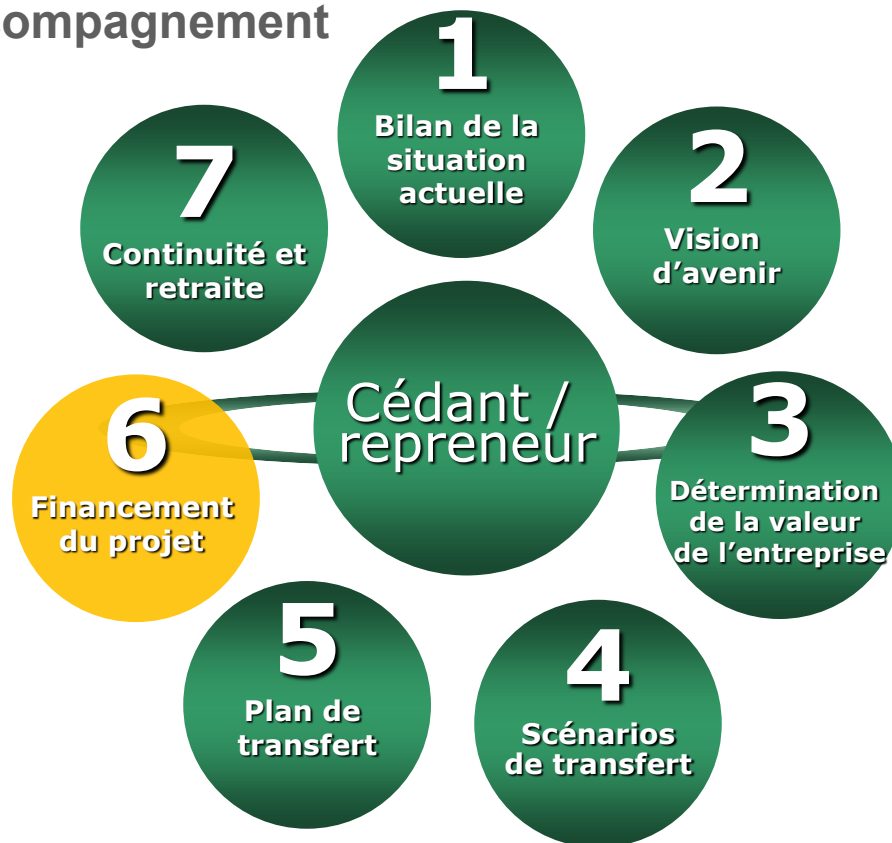 ompagnement
1
Bilan de la
situation
actuelle
2
Vision
d’avenir
3
Détermination
de la valeur
de l’entreprise
4
Scénarios
de transfert
5
Plan de
transfert
6
Financement
du projet
7
Continuité et
retraite
Cédant /
repreneur